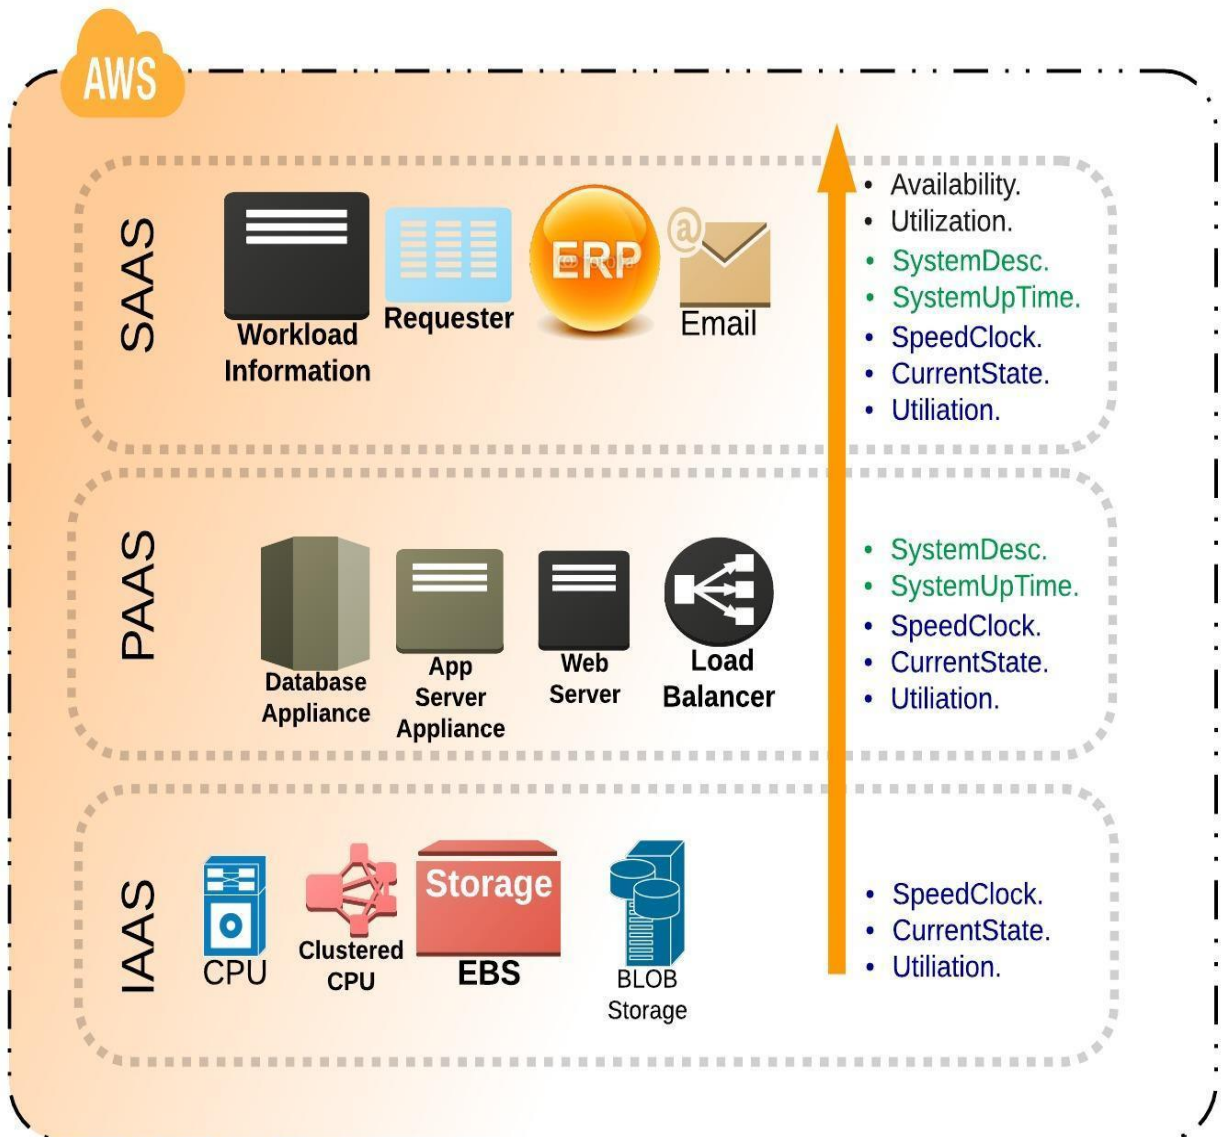 AWS
SAAS
Workload
Information
Requester
ERP
Email
• Availability.
• Utilization.
• SystemDesc.
• SystemUpTime.
• SpeedClock.
• CurrentState.
• Utiliation.
PAAS
Database
Appliance
App
Server
Appliance
Web
Server
Load
Balancer
• SystemDesc.
• SystemUpTime.
• SpeedClock.
• CurrentState.
• Utiliation.
IAAS
CPU
Clustered
CPU
Storage
EBS
BLOB
Storage
• SpeedClock.
• CurrentState.
• Utiliation.